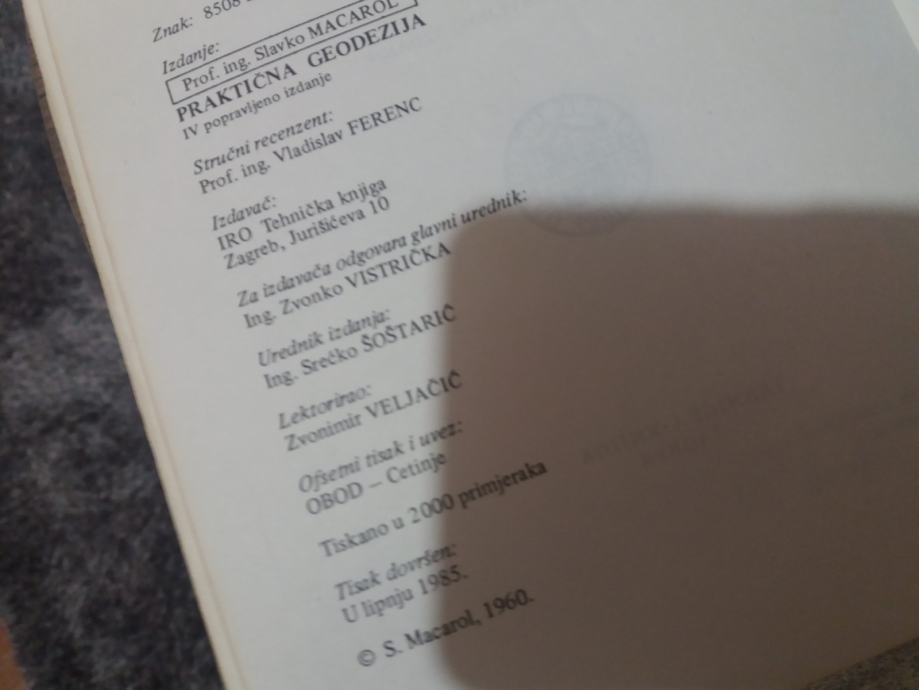 Znak: 8508
Izdanje:
Prof. ing. Slavko MACAROL
PRAKTIČNA GEODEZIJA
IV popravljeno izdanje
Stručni recenzent:
Prof. ing. Vladislav FERENC
Izdavač:
IRO Tehnička knjiga
Zagreb, Jurišićeva 10
Za izdavača odgovara glavni urednik:
Ing. Zvonko VISTRIČKA
Urednik izdanja:
Ing. Srećko ŠOŠTARIĆ
Lektorirao:
Zvonimir VELJAČIĆ
Ofsetni tisak i uvez:
OBOD – Cetinje
Tiskano u 2000 primjeraka
Tisak dovršen:
U lipnju 1985.
© S. Macarol, 1960.